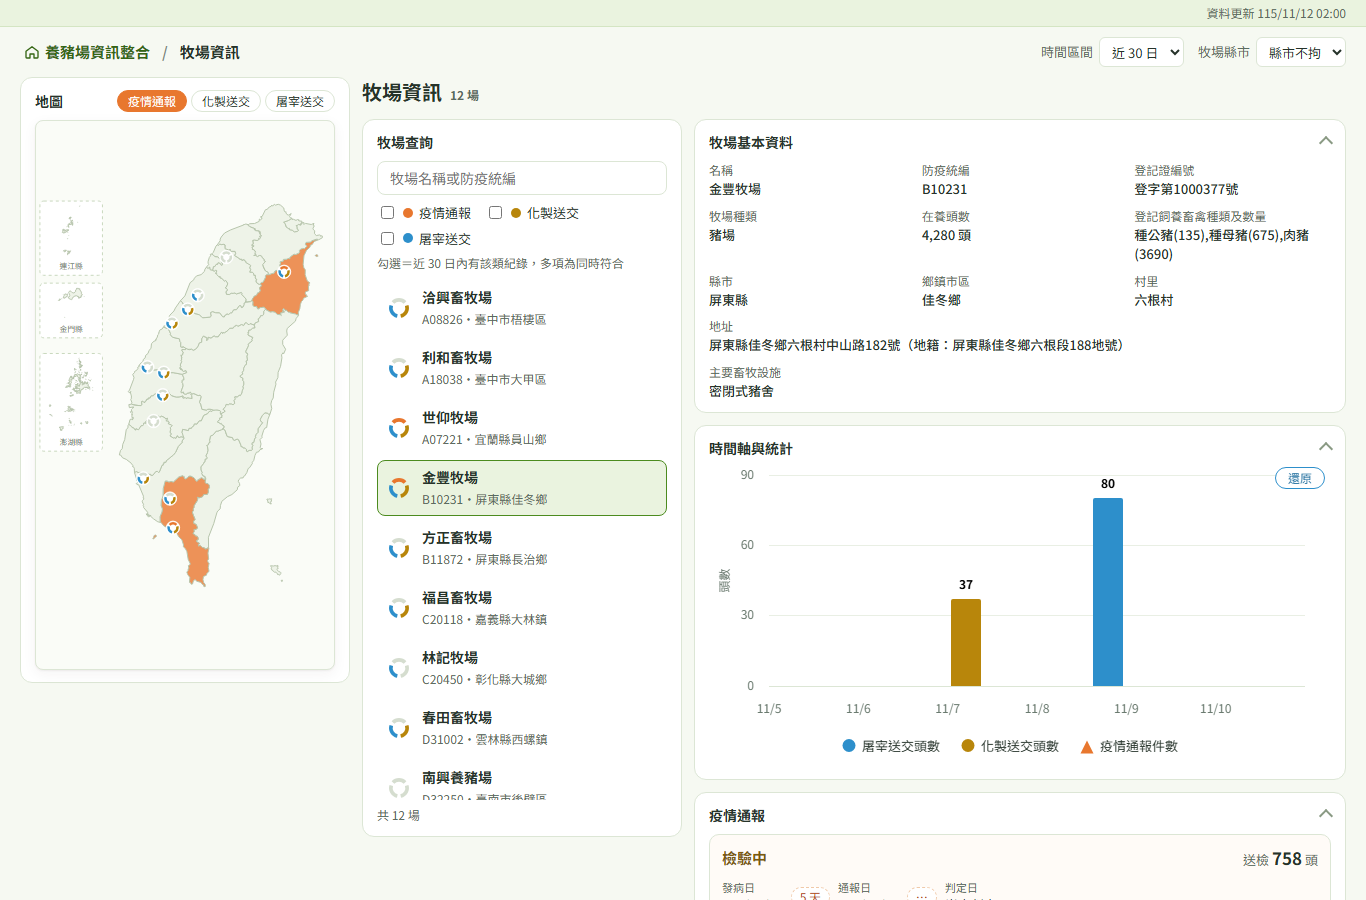 資料更新 115/11/12 02:00
養豬場資訊整合 / 牧場資訊
時間區間 近 30 日 牧場縣市 縣市不拘
地圖 疫情通報 化製送交 屠宰送交
連江縣
金門縣
澎湖縣
牧場資訊 12 場
牧場查詢
牧場名稱或防疫統編
疫情通報 化製送交
屠宰送交
勾選＝近 30 日內有該類紀錄，多項為同時符合
洽興畜牧場
A08826・臺中市梧棲區
利和畜牧場
A18038・臺中市大甲區
世仰牧場
A07221・宜蘭縣員山鄉
金豐牧場
B10231・屏東縣佳冬鄉
方正畜牧場
B11872・屏東縣長治鄉
福昌畜牧場
C20118・嘉義縣大林鎮
林記牧場
C20450・彰化縣大城鄉
春田畜牧場
D31002・雲林縣西螺鎮
南興養豬場
D32250・臺南市後壁區
共 12 場
牧場基本資料
名稱 防疫統編 登記證編號
金豐牧場 B10231 登字第1000377號
牧場種類 在養頭數 登記飼養畜禽種類及數量
豬場 4,280 頭 種公豬(135),種母豬(675),肉豬
(3690)
縣市 鄉鎮市區 村里
屏東縣 佳冬鄉 六根村
地址
屏東縣佳冬鄉六根村中山路182號（地籍：屏東縣佳冬鄉六根段188地號）
主要畜牧設施
密閉式豬舍
時間軸與統計
還原
頭數
90
60
30
0
37
80
11/5 11/6 11/7 11/8 11/9 11/10
屠宰送交頭數 化製送交頭數 疫情通報件數
疫情通報
檢驗中 送檢 758 頭
發病日 5 天 通報日 … 判定日